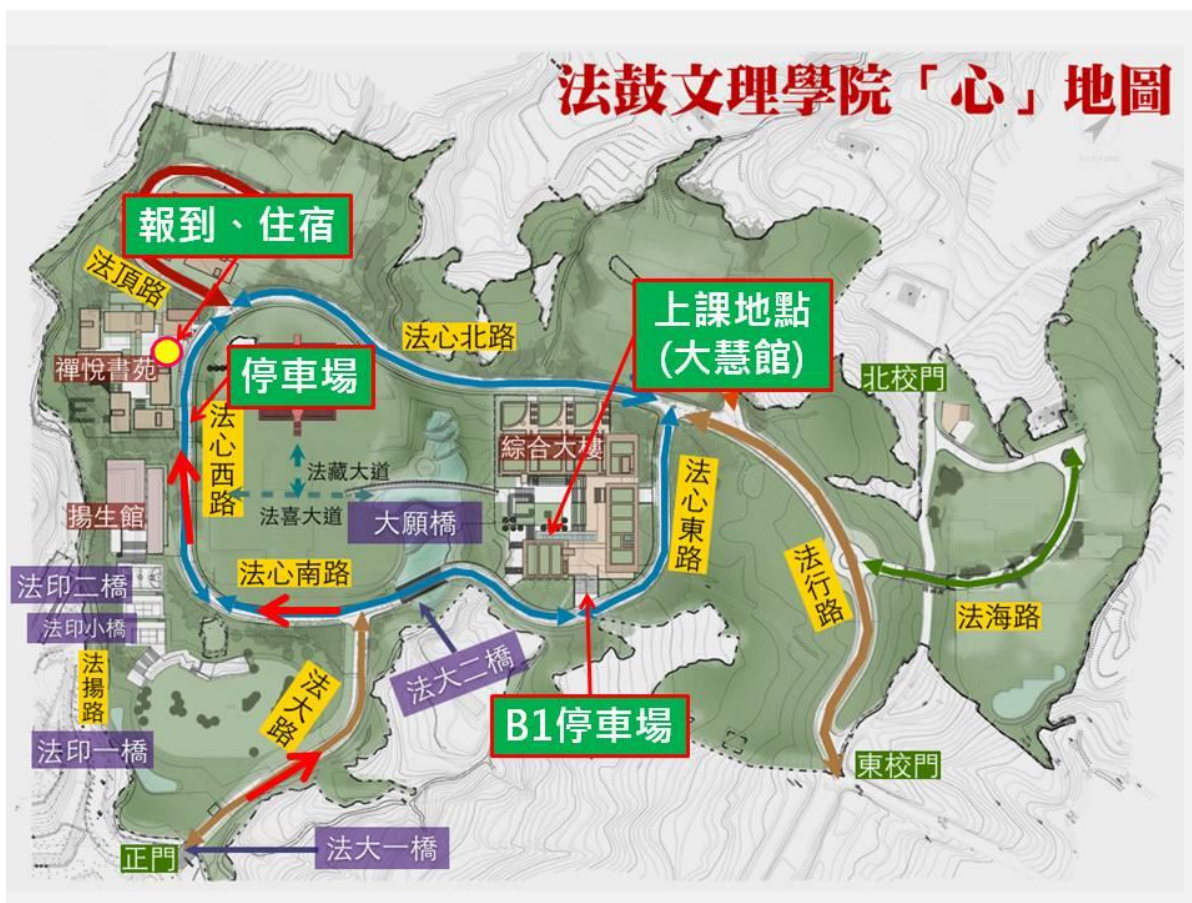 法鼓文理學院「心」地圖
報到、住宿
法頂路
法心北路
上課地點
(大慧館)
北校門
禪悅書苑
停車場
法心西路
綜合大樓
法藏大道
法喜大道
大願橋
法心東路
揚生館
法心南路
法行路
法海路
法印二橋
法印小橋
法揚路
法大路
法大二橋
B1停車場
法印一橋
東校門
正門
法大一橋